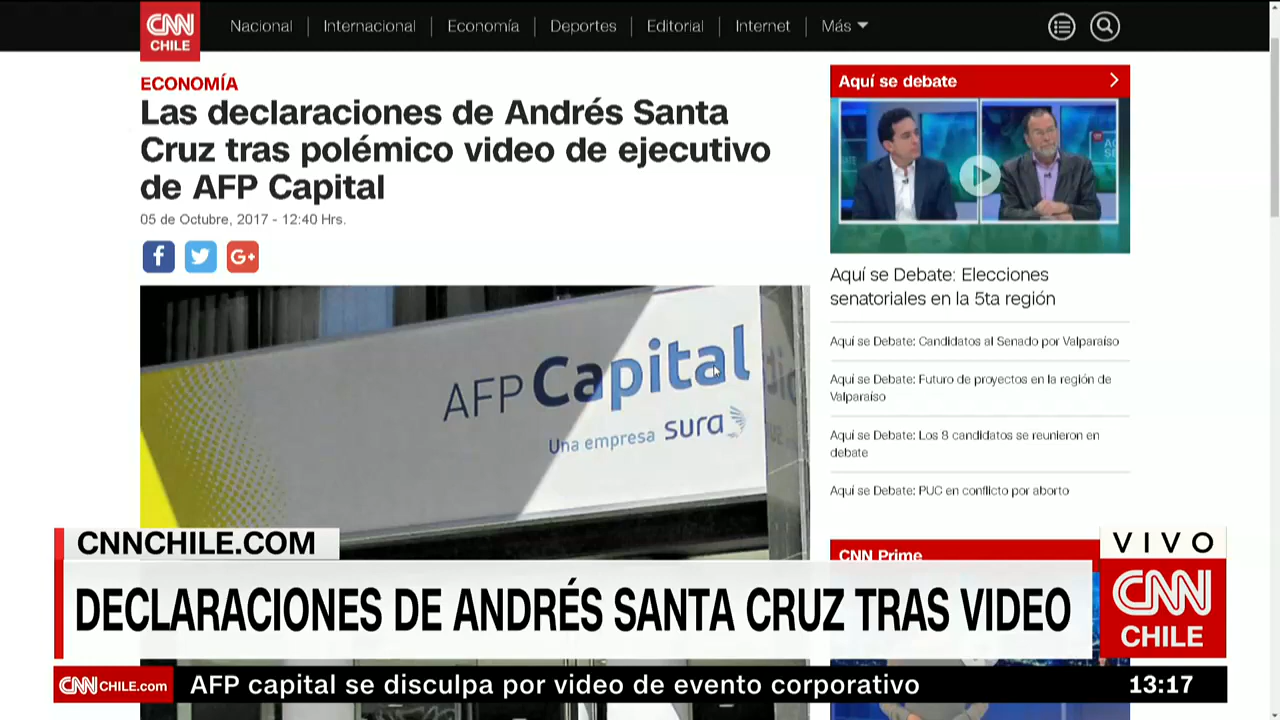 CNN CHILE
Nacional
Internacional
Economía
Deportes
Editorial
Internet
Más
ECONOMÍA
Las declaraciones de Andrés Santa
Cruz tras polémico video de ejecutivo
de AFP Capital
05 de Octubre, 2017 - 12:40 Hrs.
f
G+
AFP Capital
Una empresa sura
Aquí se debate
Aquí se Debate: Elecciones
senatoriales en la 5ta región
Aquí se Debate: Candidatos al Senado por Valparaíso
Aquí se Debate: Futuro de proyectos en la región de
Valparaíso
Aquí se Debate: Los 8 candidatos se reunieron en
debate
Aquí se Debate: PUC en conflicto por aborto
CNN Prime
CNNCHILE.COM
DECLARACIONES DE ANDRÉS SANTA CRUZ TRAS VIDEO
VIVO
CNN
CHILE
CNNCHILE.com
AFP capital se disculpa por video de evento corporativo
13:17